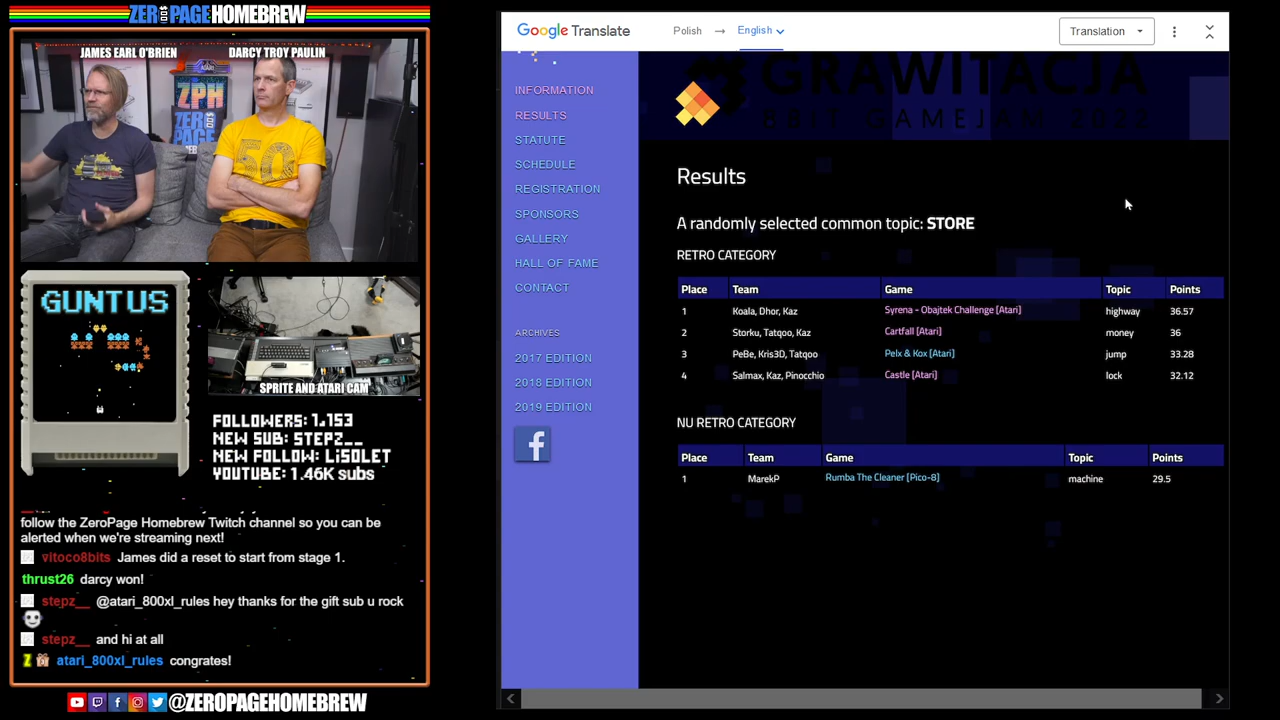 ZEROPAGE HOMEBREW
JAMES EARL O'BRIEN
DARCY TROY PAULIN
ZPH
ZERO
PAGE
50
GUNTUS
SPRITE AND ATARI CAM
FOLLOWERS: 1.153
NEW SUB: STEPZ__
NEW FOLLOW: LISOLET
YOUTUBE: 1.46K subs
follow the ZeroPage Homebrew Twitch channel so you can be
alerted when we're streaming next!
vitoco8bits James did a reset to start from stage 1.
thrust26 darcy won!
stepz__ @atari_800xl_rules hey thanks for the gift sub u rock
stepz__ and hi at all
Z atari_800xl_rules congrates!
@ZEROPAGEHOMEBREW
Google Translate
Polish → English
Translation
INFORMATION
RESULTS
STATUTE
SCHEDULE
REGISTRATION
SPONSORS
GALLERY
HALL OF FAME
CONTACT
ARCHIVES
2017 EDITION
2018 EDITION
2019 EDITION
f
GRAWITACJA
8BIT GAMEJAM 2022
Results
A randomly selected common topic: STORE
RETRO CATEGORY
Place Team Game Topic Points
1 Koala, Dhor, Kaz Syrena - Obajtek Challenge [Atari] highway 36.57
2 Storku, Tatqoo, Kaz Cartfall [Atari] money 36
3 PeBe, Kris3D, Tatqoo Pelx & Kox [Atari] jump 33.28
4 Salmax, Kaz, Pinocchio Castle [Atari] lock 32.12
NU RETRO CATEGORY
Place Team Game Topic Points
1 MarekP Rumba The Cleaner [Pico-8] machine 29.5